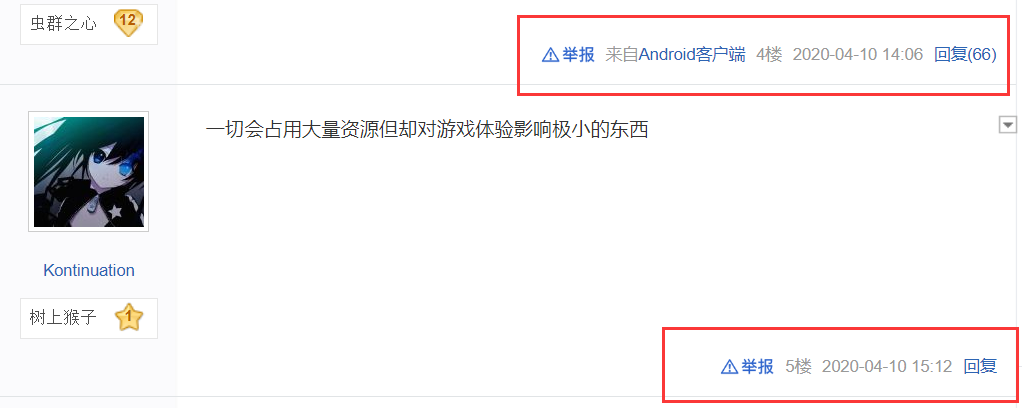 虫群之心 12
举报 来自Android客户端 4楼 2020-04-10 14:06 回复(66)
一切会占用大量资源但却对游戏体验影响极小的东西
Kontinuation
树上猴子 1
举报 5楼 2020-04-10 15:12 回复